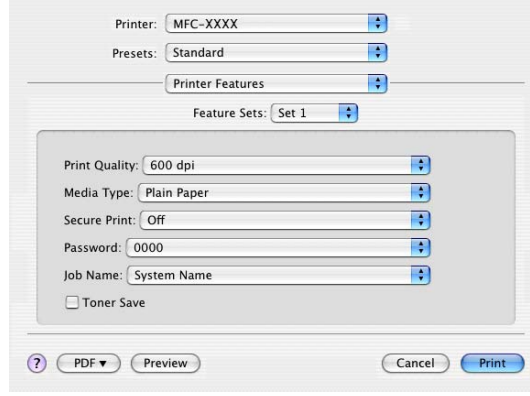 Printer: MFC-XXXX
Presets: Standard
Printer Features
Feature Sets: Set 1
Print Quality: 600 dpi
Media Type: Plain Paper
Secure Print: Off
Password: 0000
Job Name: System Name
Toner Save
? PDF ▼ Preview Cancel Print